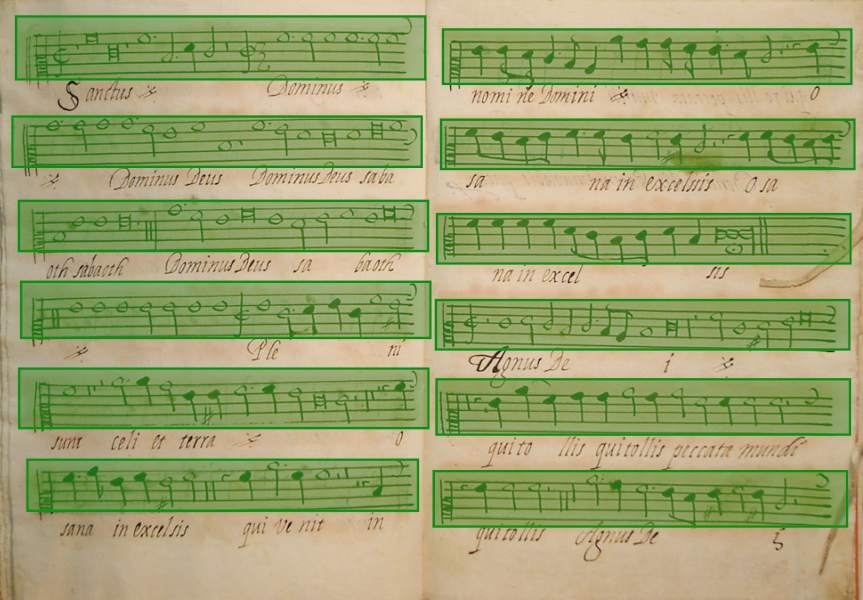 Sanctus Dominus
Dominus Deus Dominus Deus saba
oth sabaoth Dominus Deus sa baoth
Ple ni
sunt celi et terra O
sana in excelsis qui ve nit in
nomi ne Domini O
sa na in excelsis O sa
na in excel sis
Agnus De i
qui to llis qui tollis peccata mundi
qui tollis Agnus De i